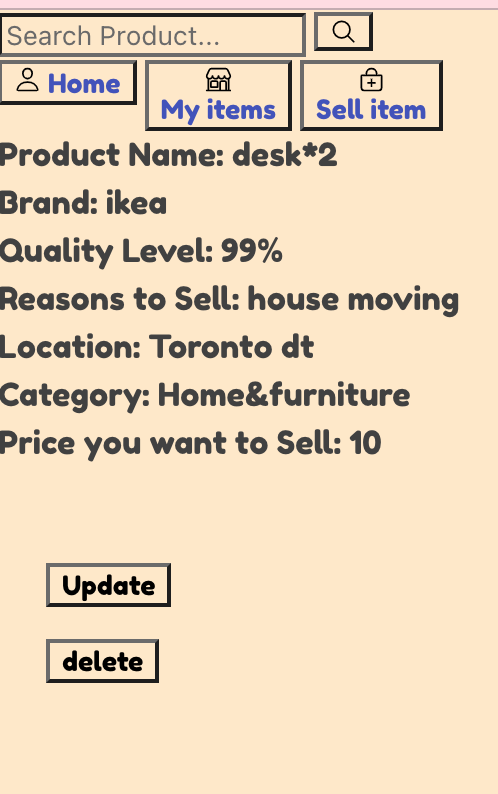 Search Product...
Home
My items
Sell item
Product Name: desk*2
Brand: ikea
Quality Level: 99%
Reasons to Sell: house moving
Location: Toronto dt
Category: Home&furniture
Price you want to Sell: 10
Update
delete